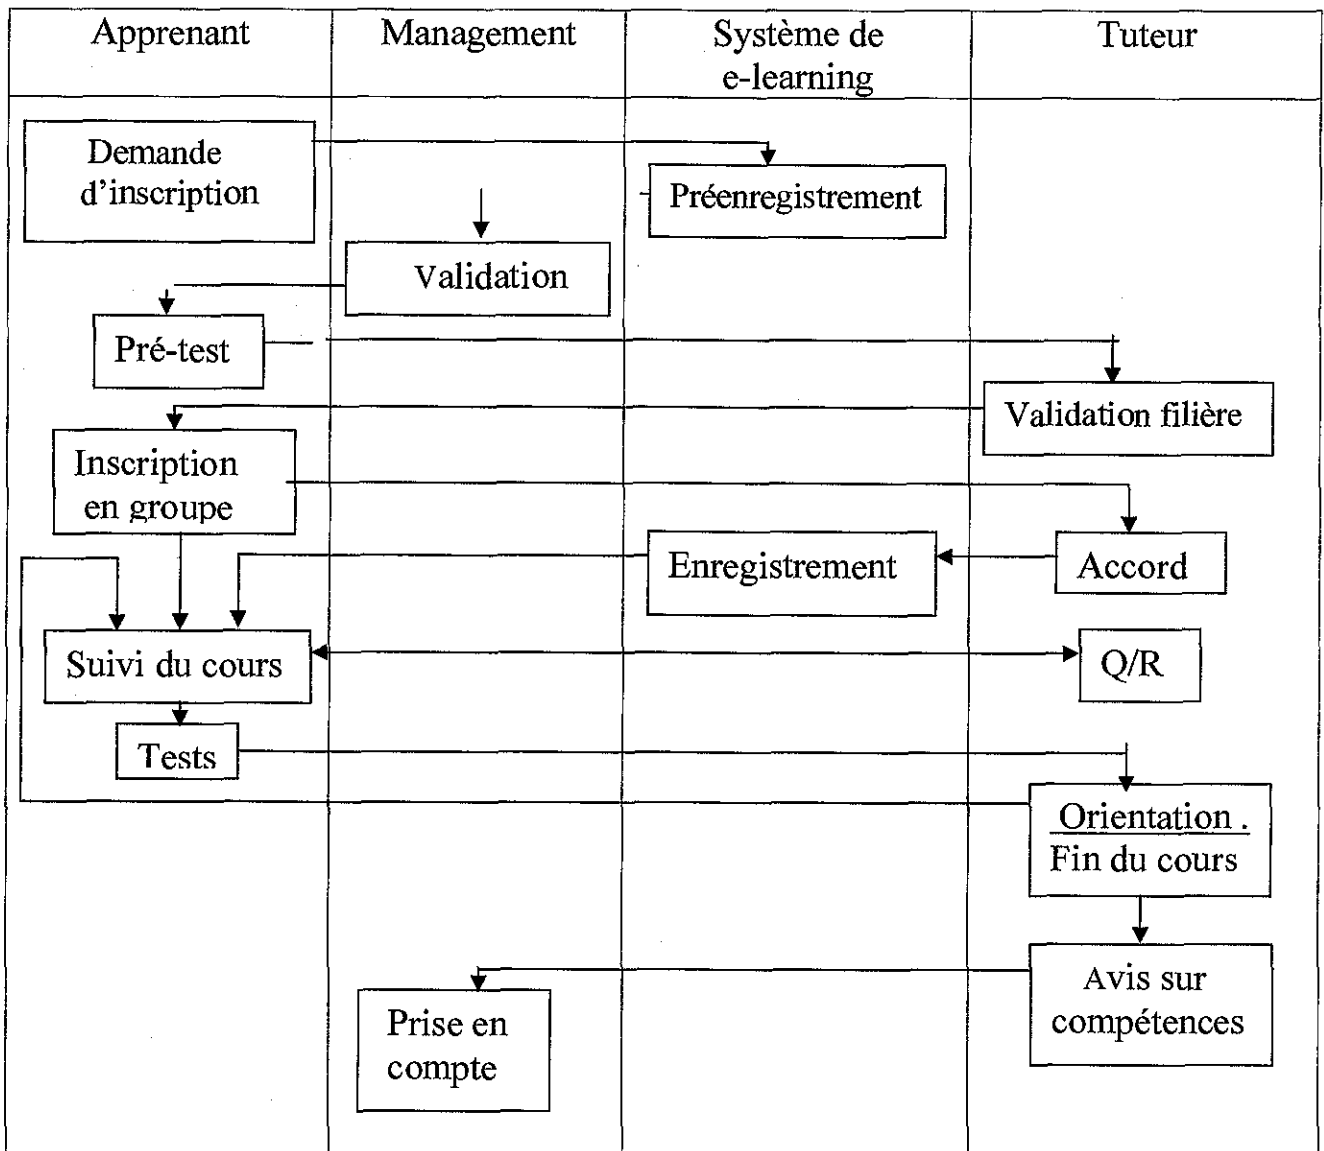 Apprenant
Management
Système de
e-learning
Tuteur
Demande
d'inscription
Préenregistrement
Validation
Pré-test
Validation filière
Inscription
en groupe
Enregistrement
Accord
Suivi du cours
Q/R
Tests
Orientation .
Fin du cours
Avis sur
compétences
Prise en
compte